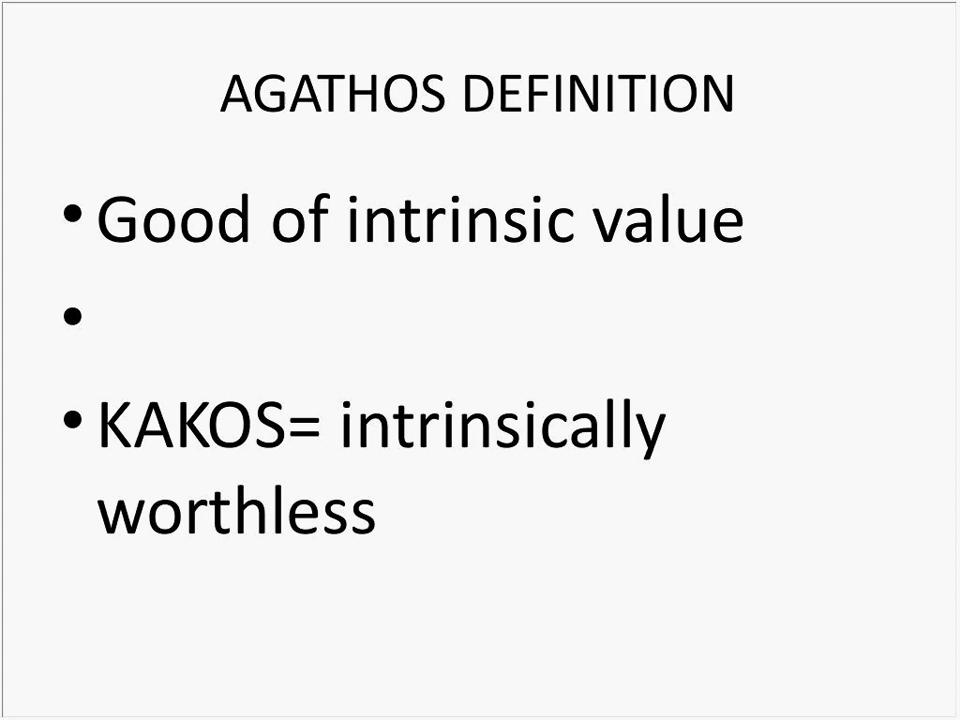 AGATHOS DEFINITION
• Good of intrinsic value
•
• KAKOS= intrinsically
worthless